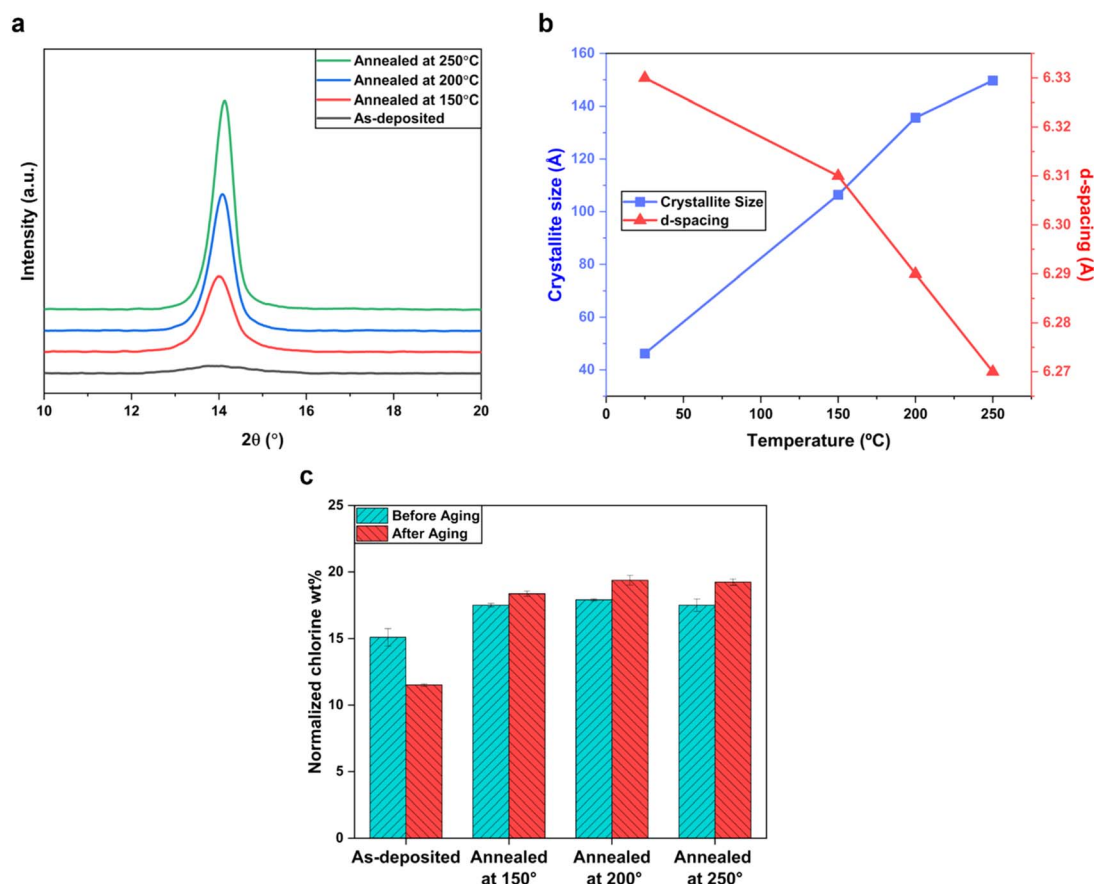 a
Annealed at 250°C
Annealed at 200°C
Annealed at 150°C
As-deposited
Intensity (a.u.)
10 12 14 16 18 20
2θ (°)
b
160
140
120
100
80
60
40
Crystallite size (Å)
Crystallite Size
d-spacing
6.33
6.32
6.31
6.30
6.29
6.28
6.27
d-spacing (Å)
0 50 100 150 200 250
Temperature (ºC)
c
Before Aging
After Aging
25
20
15
10
5
0
Normalized chlorine wt%
As-deposited
Annealed
at 150°
Annealed
at 200°
Annealed
at 250°